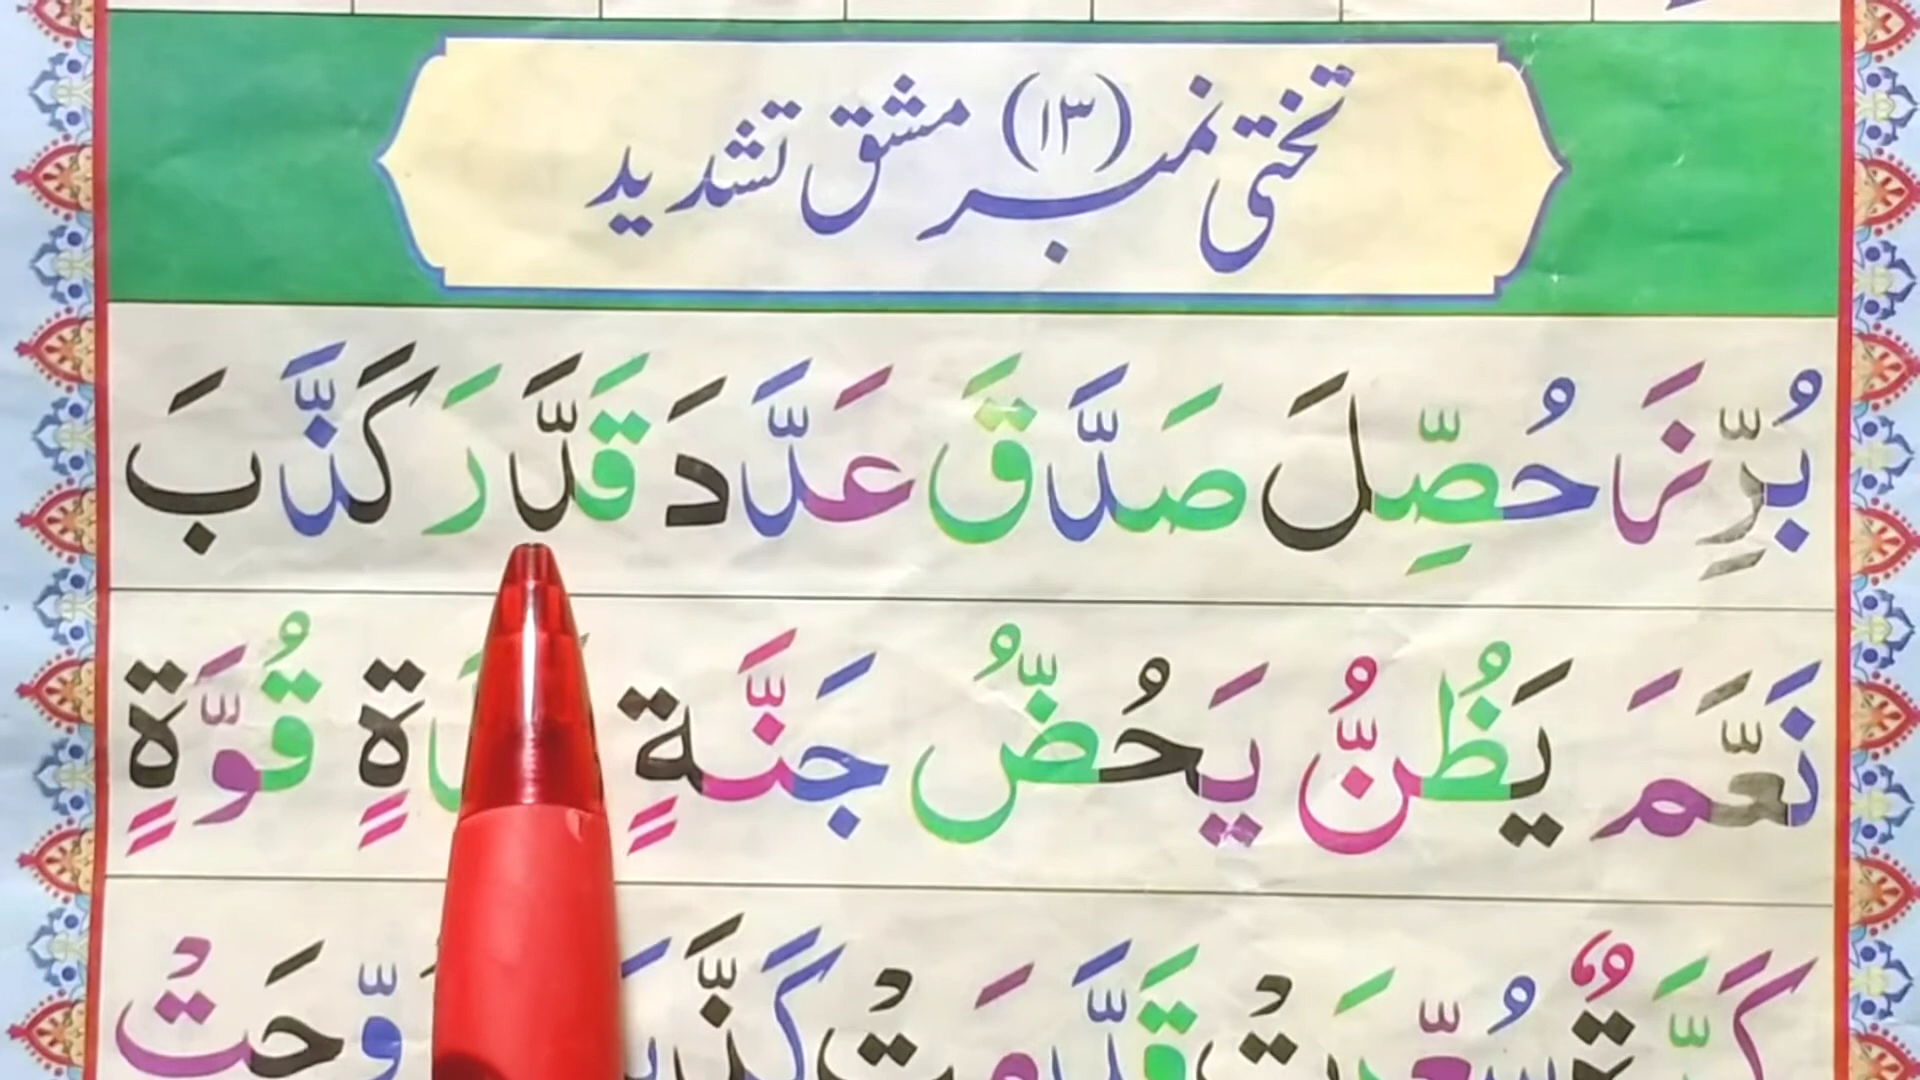 تختی نمبر (۱۳) مشق تشدید
بُرِّزَ حُصِّلَ صَدَّقَ عَدَّدَ قَدَّرَ كَذَّبَ
نَعَّمَ يَظُنُّ يَحُضُّ جَنَّةٍ قُوَّةٍ
كَرَّةٌ سُعِّرَتْ قَدَّمَتْ